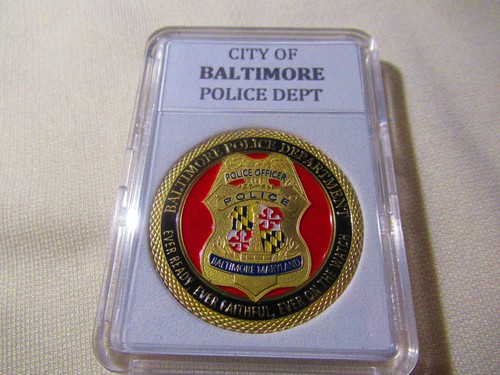 CITY OF
BALTIMORE
POLICE DEPT
BALTIMORE POLICE DEPARTMENT
POLICE OFFICER
POLICE
BALTIMORE MARYLAND
EVER READY, EVER FAITHFUL, EVER ON THE WATCH